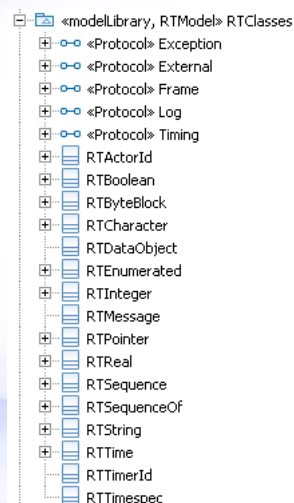 «modelLibrary, RTModel» RTClasses
«Protocol» Exception
«Protocol» External
«Protocol» Frame
«Protocol» Log
«Protocol» Timing
RTActorId
RTBoolean
RTByteBlock
RTCharacter
RTDataObject
RTEnumerated
RTInteger
RTMessage
RTPointer
RTReal
RTSequence
RTSequenceOf
RTString
RTTime
RTTimerId
RTTimespec